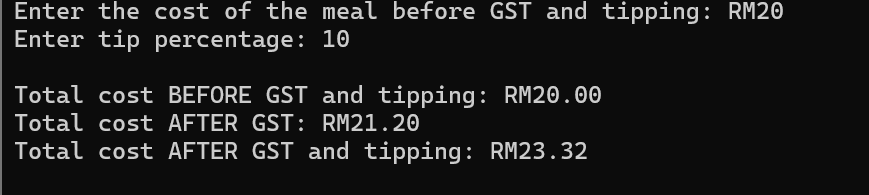 Enter the cost of the meal before GST and tipping: RM20
Enter tip percentage: 10
Total cost BEFORE GST and tipping: RM20.00
Total cost AFTER GST: RM21.20
Total cost AFTER GST and tipping: RM23.32